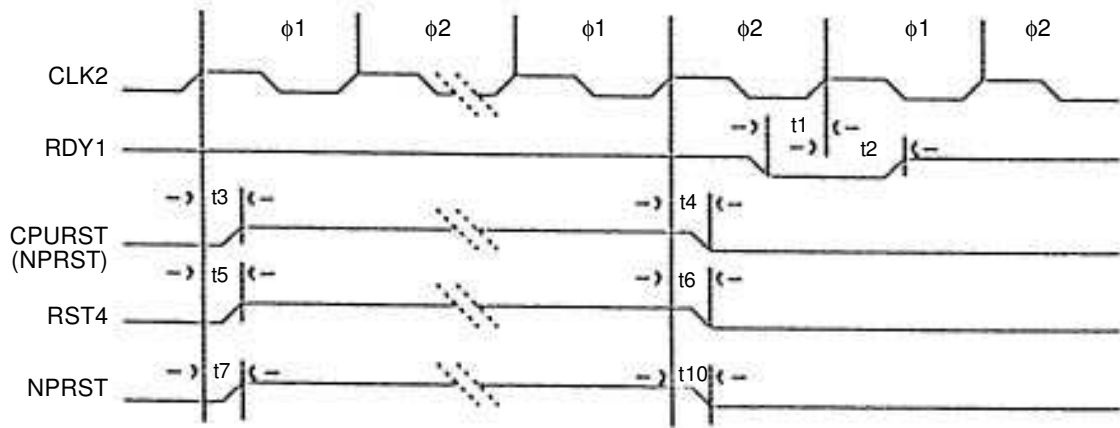 ϕ1 ϕ2 ϕ1 ϕ2 ϕ1 ϕ2
CLK2
t1
RDY1 t2
t3 t4
CPURST
(NPRST)
t5 t6
RST4
t7 t10
NPRST